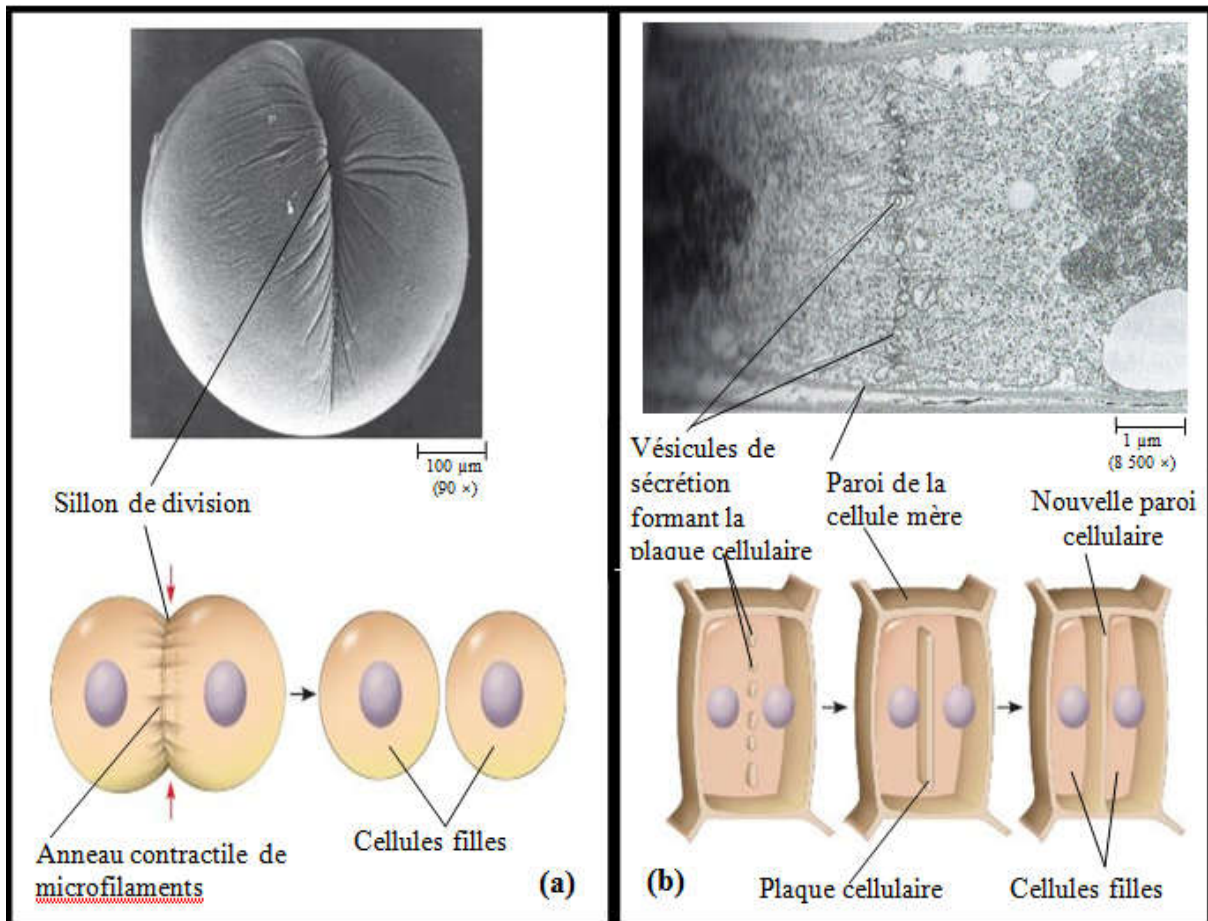 100 µm
(90 ×)
Sillon de division
Anneau contractile de
microfilaments
Cellules filles
(a)
1 µm
(8 500 ×)
Vésicules de
sécrétion
formant la
plaque cellulaire
Paroi de la
cellule mère
Nouvelle paroi
cellulaire
(b)
Plaque cellulaire
Cellules filles